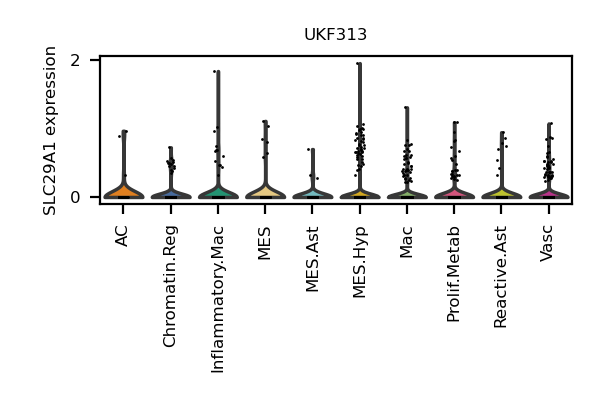 UKF313
SLC29A1 expression
2
0
AC
Chromatin.Reg
Inflammatory.Mac
MES
MES.Ast
MES.Hyp
Mac
Prolif.Metab
Reactive.Ast
Vasc